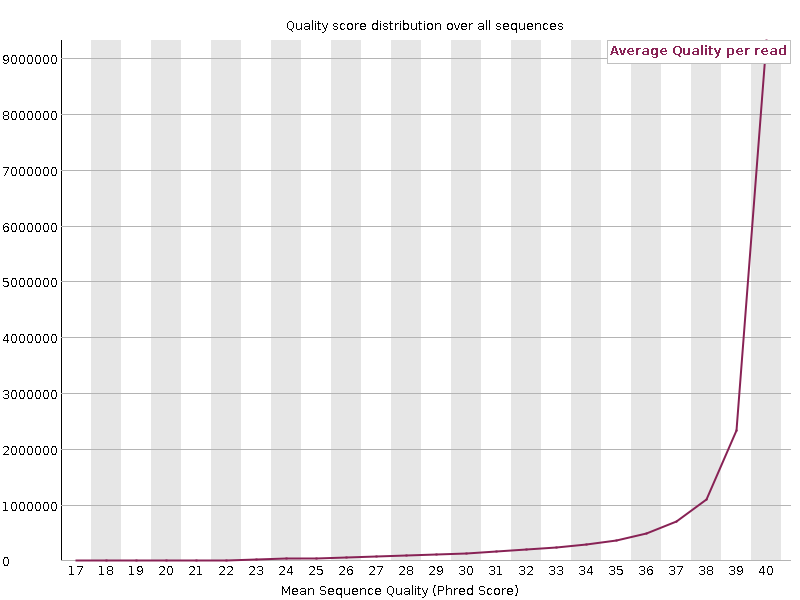 Quality score distribution over all sequences
Average Quality per read
9000000
8000000
7000000
6000000
5000000
4000000
3000000
2000000
1000000
0
17 18 19 20 21 22 23 24 25 26 27 28 29 30 31 32 33 34 35 36 37 38 39 40
Mean Sequence Quality (Phred Score)